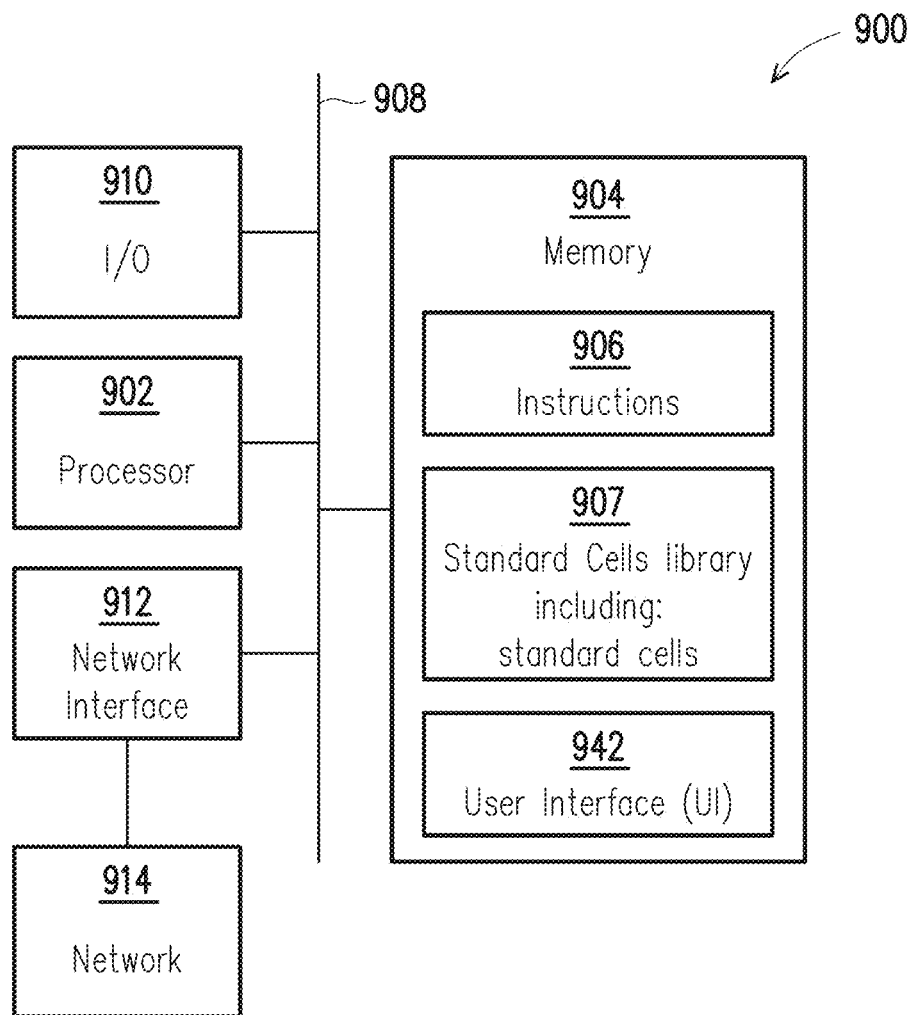 900
908
910
I/O
902
Processor
912
Network
Interface
914
Network
904
Memory
906
Instructions
907
Standard Cells library
including:
standard cells
942
User Interface (UI)